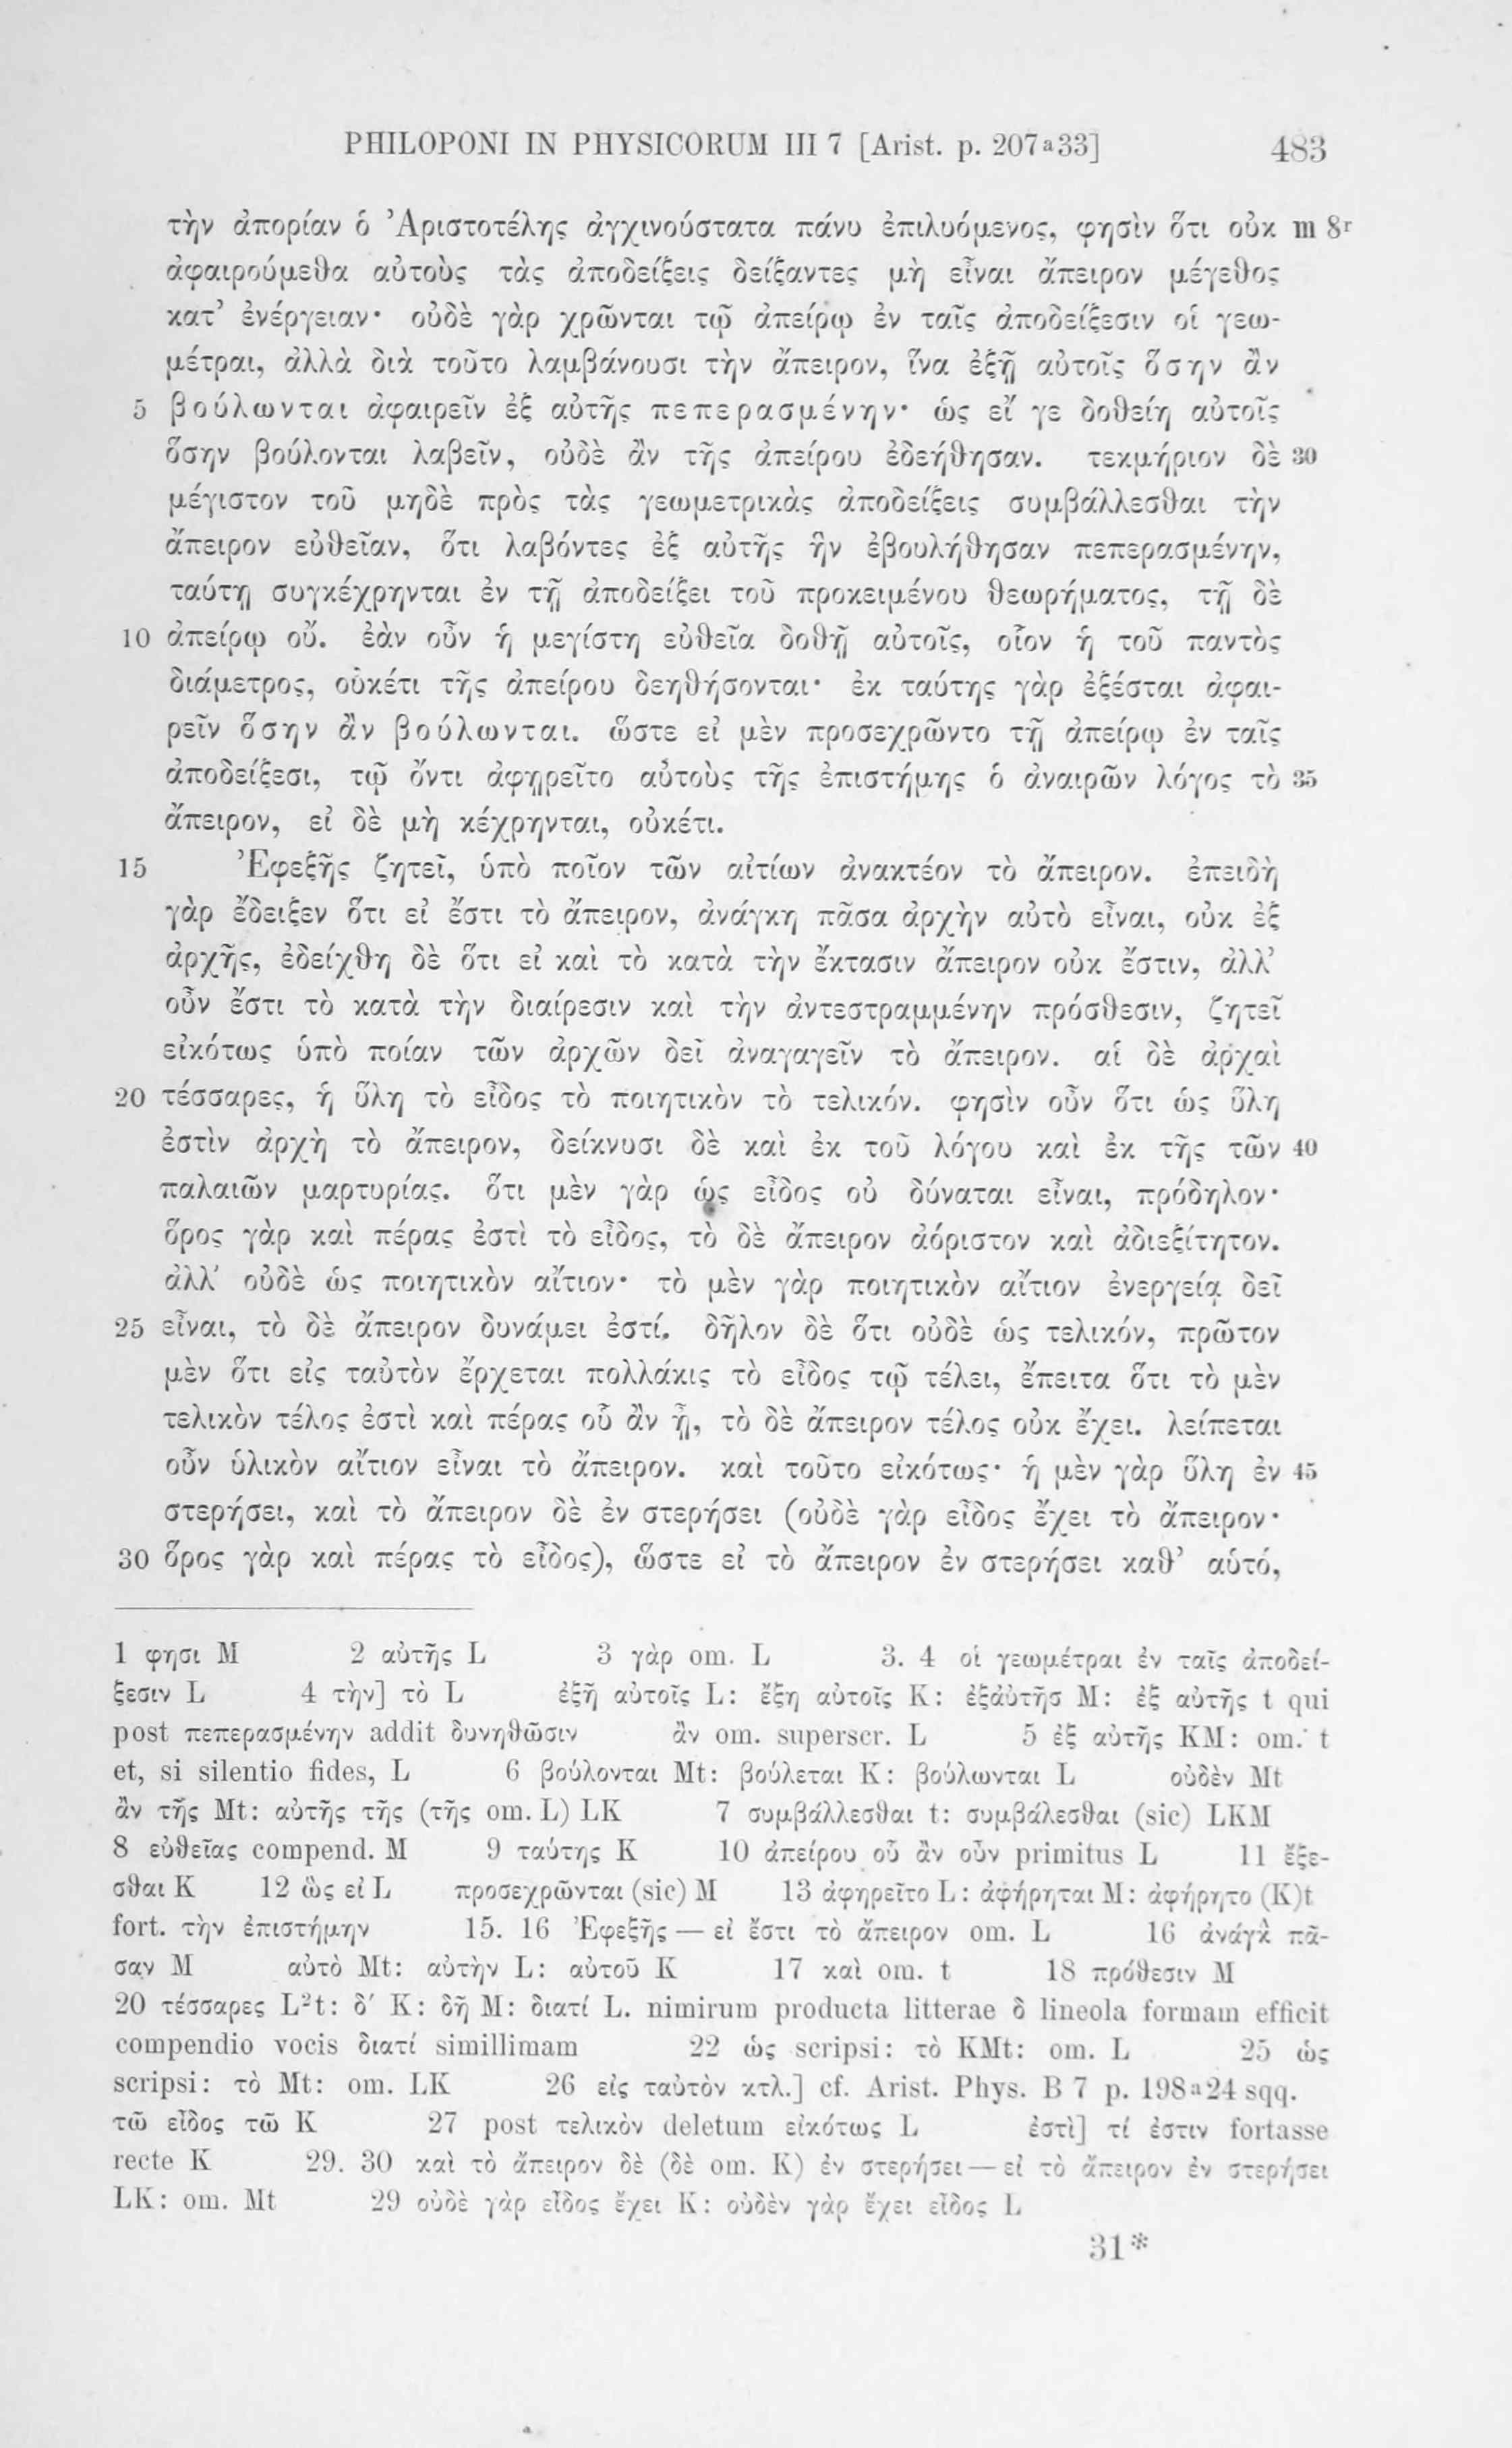 PHILOPONI IN PHYSICORUM III 7 [Arist. p. 207ᵃ33] 483
τὴν ἀπορίαν ὁ Ἀριστοτέλης ἀγχινούστατα πάνυ ἐπιλυόμενος, φησὶν ὅτι οὐκ m 8ʳ
ἀφαιρούμεθα αὐτοὺς τὰς ἀποδείξεις δείξαντες μὴ εἶναι ἄπειρον μέγεθος
κατ’ ἐνέργειαν· οὐδὲ γὰρ χρῶνται τῷ ἀπείρῳ ἐν ταῖς ἀποδείξεσιν οἱ γεω-
μέτραι, ἀλλὰ διὰ τοῦτο λαμβάνουσι τὴν ἄπειρον, ἵνα ἐξῇ αὐτοῖς ὅσην ἂν
5 βούλωνται ἀφαιρεῖν ἐξ αὐτῆς πεπερασμένην· ὡς εἴ γε δοθείη αὐτοῖς
ὅσην βούλονται λαβεῖν, οὐδὲ ἂν τῆς ἀπείρου ἐδεήθησαν. τεκμήριον δὲ 30
μέγιστον τοῦ μηδὲ πρὸς τὰς γεωμετρικὰς ἀποδείξεις συμβάλλεσθαι τὴν
ἄπειρον εὐθεῖαν, ὅτι λαβόντες ἐξ αὐτῆς ἣν ἐβουλήθησαν πεπερασμένην,
ταύτῃ συγκέχρηνται ἐν τῇ ἀποδείξει τοῦ προκειμένου θεωρήματος, τῇ δὲ
10 ἀπείρῳ οὔ. ἐὰν οὖν ἡ μεγίστη εὐθεῖα δοθῇ αὐτοῖς, οἷον ἡ τοῦ παντὸς
διάμετρος, οὐκέτι τῆς ἀπείρου δεηθήσονται· ἐκ ταύτης γὰρ ἐξέσται ἀφαι-
ρεῖν ὅσην ἂν βούλωνται. ὥστε εἰ μὲν προσεχρῶντο τῇ ἀπείρῳ ἐν ταῖς
ἀποδείξεσι, τῷ ὄντι ἀφῃρεῖτο αὐτοὺς τῆς ἐπιστήμης ὁ ἀναιρῶν λόγος τὸ 35
ἄπειρον, εἰ δὲ μὴ κέχρηνται, οὐκέτι.
15 Ἐφεξῆς ζητεῖ, ὑπὸ ποῖον τῶν αἰτίων ἀνακτέον τὸ ἄπειρον. ἐπειδὴ
γὰρ ἔδειξεν ὅτι εἰ ἔστι τὸ ἄπειρον, ἀνάγκη πᾶσα ἀρχὴν αὐτὸ εἶναι, οὐκ ἐξ
ἀρχῆς, ἐδείχθη δὲ ὅτι εἰ καὶ τὸ κατὰ τὴν ἔκτασιν ἄπειρον οὐκ ἔστιν, ἀλλ’
οὖν ἔστι τὸ κατὰ τὴν διαίρεσιν καὶ τὴν ἀντεστραμμένην πρόσθεσιν, ζητεῖ
εἰκότως ὑπὸ ποίαν τῶν ἀρχῶν δεῖ ἀναγαγεῖν τὸ ἄπειρον. αἱ δὲ ἀρχαὶ
20 τέσσαρες, ἡ ὕλη τὸ εἶδος τὸ ποιητικὸν τὸ τελικόν. φησὶν οὖν ὅτι ὡς ὕλη
ἐστὶν ἀρχὴ τὸ ἄπειρον, δείκνυσι δὲ καὶ ἐκ τοῦ λόγου καὶ ἐκ τῆς τῶν 40
παλαιῶν μαρτυρίας. ὅτι μὲν γὰρ ὡς εἶδος οὐ δύναται εἶναι, πρόδηλον·
ὅρος γὰρ καὶ πέρας ἐστὶ τὸ εἶδος, τὸ δὲ ἄπειρον ἀόριστον καὶ ἀδιεξίτητον.
ἀλλ’ οὐδὲ ὡς ποιητικὸν αἴτιον· τὸ μὲν γὰρ ποιητικὸν αἴτιον ἐνεργείᾳ δεῖ
25 εἶναι, τὸ δὲ ἄπειρον δυνάμει ἐστί. δῆλον δὲ ὅτι οὐδὲ ὡς τελικόν, πρῶτον
μὲν ὅτι εἰς ταὐτὸν ἔρχεται πολλάκις τὸ εἶδος τῷ τέλει, ἔπειτα ὅτι τὸ μὲν
τελικὸν τέλος ἐστὶ καὶ πέρας οὗ ἂν ᾖ, τὸ δὲ ἄπειρον τέλος οὐκ ἔχει. λείπεται
οὖν ὑλικὸν αἴτιον εἶναι τὸ ἄπειρον. καὶ τοῦτο εἰκότως· ἡ μὲν γὰρ ὕλη ἐν 45
στερήσει, καὶ τὸ ἄπειρον δὲ ἐν στερήσει (οὐδὲ γὰρ εἶδος ἔχει τὸ ἄπειρον·
30 ὅρος γὰρ καὶ πέρας τὸ εἶδος), ὥστε εἰ τὸ ἄπειρον ἐν στερήσει καθ’ αὑτό,
1 φησι M 2 αὐτῆς L 3 γὰρ om. L 3. 4 οἱ γεωμέτραι ἐν ταῖς ἀποδεί-
ξεσιν L 4 τὴν] τὸ L ἐξῆ αὐτοῖς L: ἔξη αὐτοῖς K: ἐξἀὐτῆσ M: ἐξ αὐτῆς t qui
post πεπερασμένην addit δυνηθῶσιν ἂν om. superscr. L 5 ἐξ αὐτῆς KM: om. t
et, si silentio fides, L 6 βούλονται Mt: βούλεται K: βούλωνται L οὐδὲν Mt
ἂν τῆς Mt: αὐτῆς τῆς (τῆς om. L) LK 7 συμβάλλεσθαι t: συμβάλεσθαι (sic) LKM
8 εὐθείας compend. M 9 ταύτης K 10 ἀπείρου οὗ ἂν οὖν primitus L 11 ἔξε-
σθαι K 12 ὣς εἰ L προσεχρῶνται (sic) M 13 ἀφηρεῖτο L: ἀφήρηται M: ἀφήρητο (K)t
fort. τὴν ἐπιστήμην 15. 16 Ἐφεξῆς — εἰ ἔστι τὸ ἄπειρον om. L 16 πᾶ-
σαν M αὐτὸ Mt: αὐτὴν L: αὐτοῦ K 17 καὶ om. t 18 πρόθεσιν M
20 τέσσαρες L²t: δ′ K: δῆ M: διατί L. nimirum producta litterae δ lineola formam efficit
compendio vocis διατί simillimam 22 ὡς scripsi: τὸ KMt: om. L 25 ὡς
scripsi: τὸ Mt: om. LK 26 εἰς ταὐτὸν κτλ.] cf. Arist. Phys. B 7 p. 198ᵃ24 sqq.
τῶ εἶδος τῶ K 27 post τελικὸν deletum εἰκότως L ἐστὶ] τί ἐστιν fortasse
recte K 29. 30 καὶ τὸ ἄπειρον δὲ (δὲ om. K) ἐν στερήσει — εἰ τὸ ἄπειρον ἐν στερήσει
LK: om. Mt 29 οὐδὲ γὰρ εἶδος ἔχει K: οὐδὲν γὰρ ἔχει εἶδος L
31*